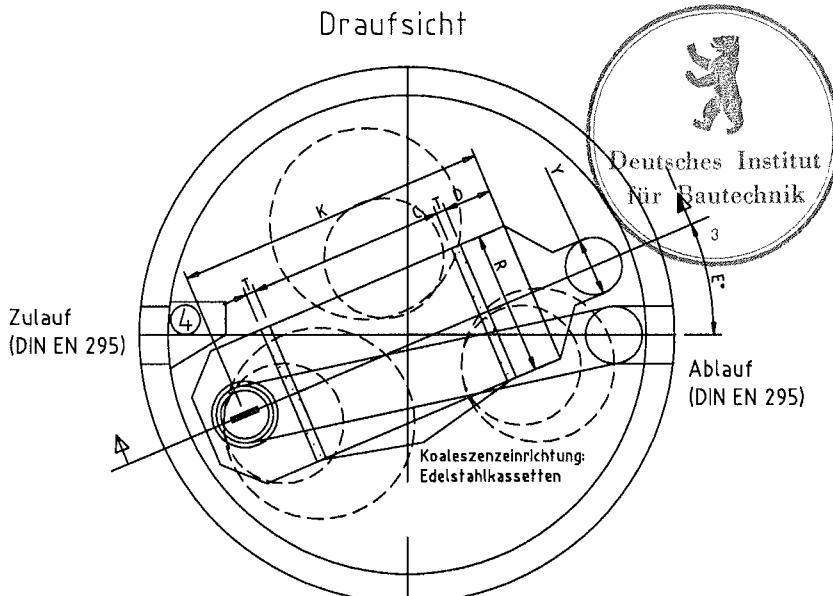 Draufsicht
Deutsches Institut
für Bautechnik
3
Y
K
T
C
D
R
E°
T
4
Zulauf
(DIN EN 295)
Ablauf
(DIN EN 295)
Koaleszenzeinrichtung:
Edelstahlkassetten